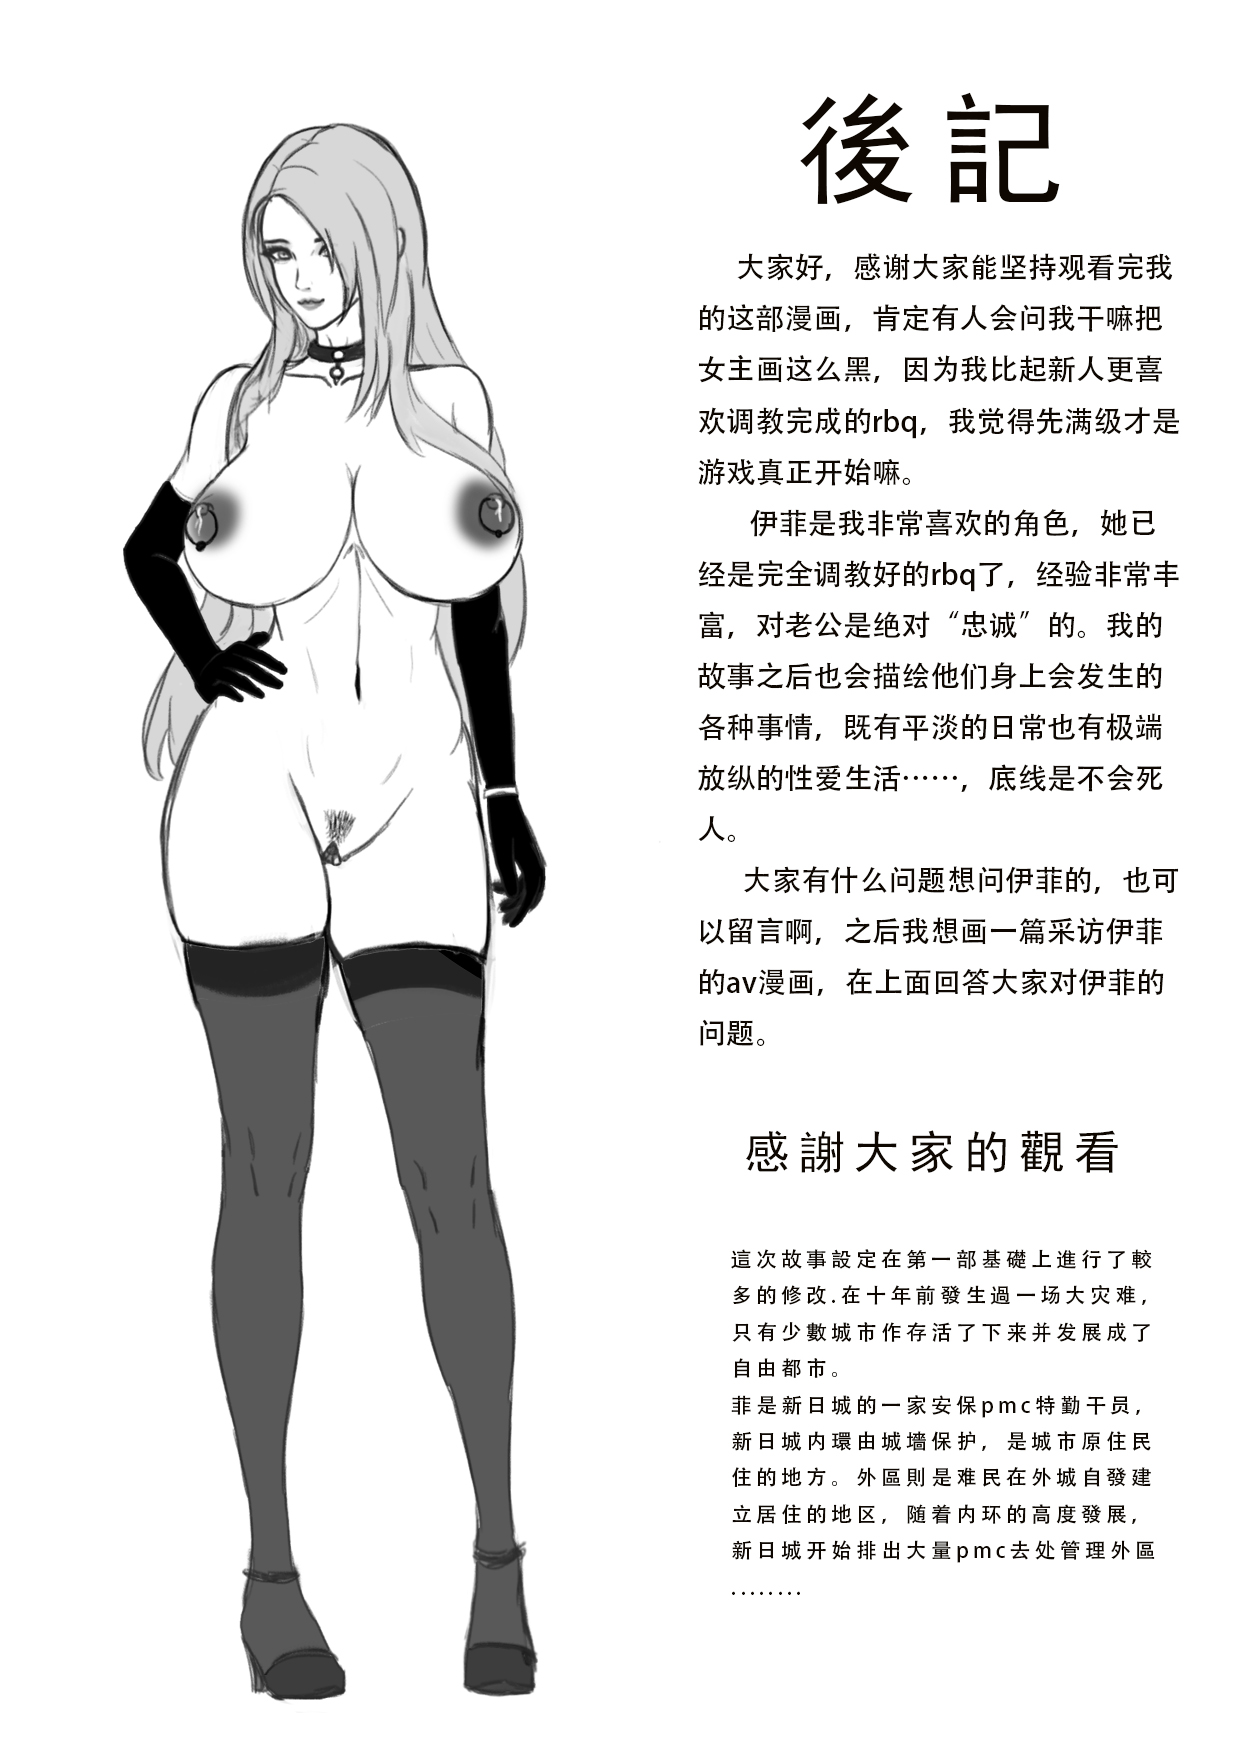 後記
大家好，感谢大家能坚持观看完我
的这部漫画，肯定有人会问我干嘛把
女主画这么黑，因为我比起新人更喜
欢调教完成的rbq，我觉得先满级才是
游戏真正开始嘛。
伊菲是我非常喜欢的角色，她已
经是完全调教好的rbq了，经验非常丰
富，对老公是绝对“忠诚”的。我的
故事之后也会描绘他们身上会发生的
各种事情，既有平淡的日常也有极端
放纵的性爱生活……，底线是不会死
人。
大家有什么问题想问伊菲的，也可
以留言啊，之后我想画一篇采访伊菲
的av漫画，在上面回答大家对伊菲的
问题。
感謝大家的觀看
這次故事設定在第一部基礎上進行了較
多的修改.在十年前發生過一场大灾难，
只有少數城市作存活了下来并发展成了
自由都市。
菲是新日城的一家安保pmc特勤干员，
新日城内環由城墻保护，是城市原住民
住的地方。外區則是难民在外城自發建
立居住的地区，随着内环的高度發展，
新日城开始排出大量pmc去处管理外區
........